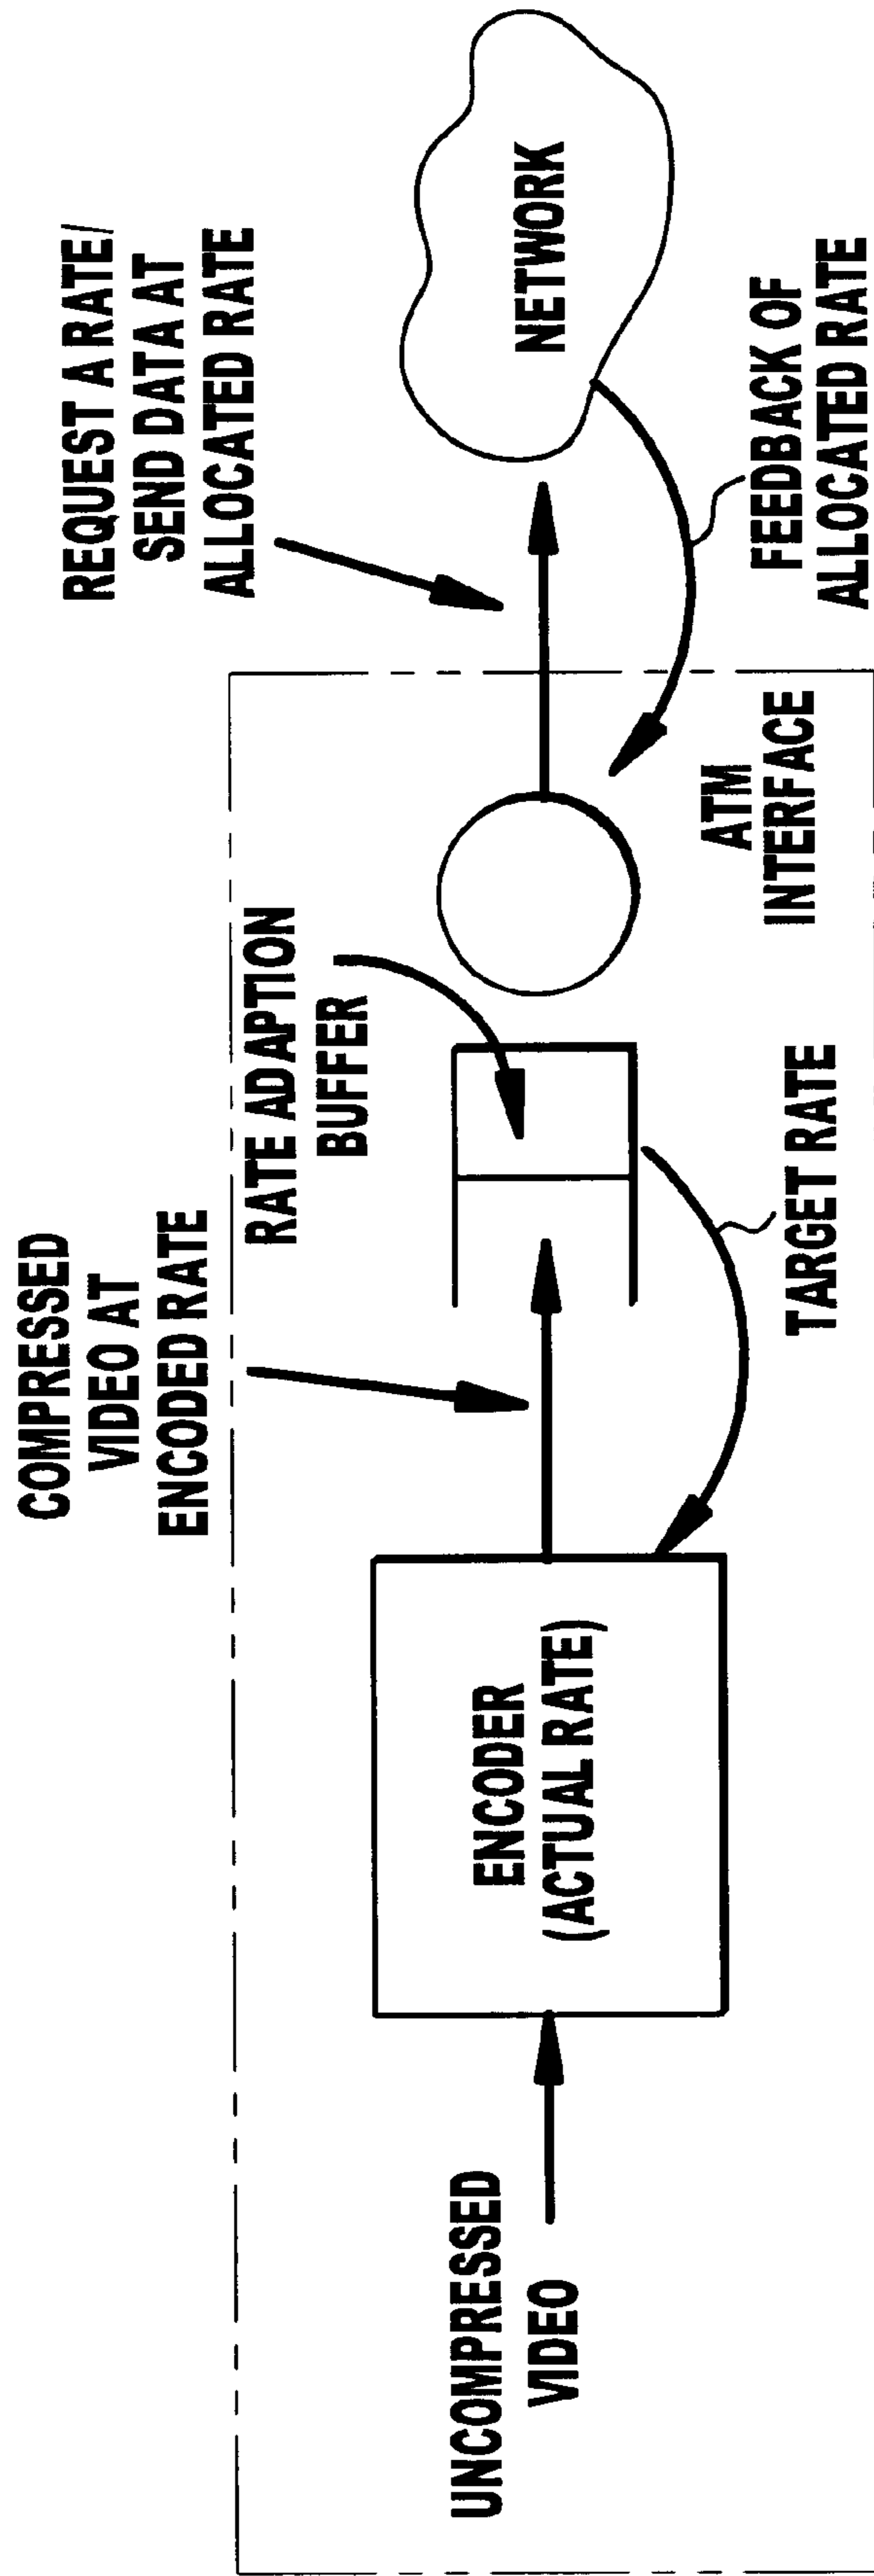 UNCOMPRESSED
VIDEO
ENCODER
(ACTUAL RATE)
COMPRESSED
VIDEO AT
ENCODED RATE
RATE ADAPTION
BUFFER
TARGET RATE
ATM
INTERFACE
REQUEST A RATE/
SEND DATA AT
ALLOCATED RATE
NETWORK
FEEDBACK OF
ALLOCATED RATE